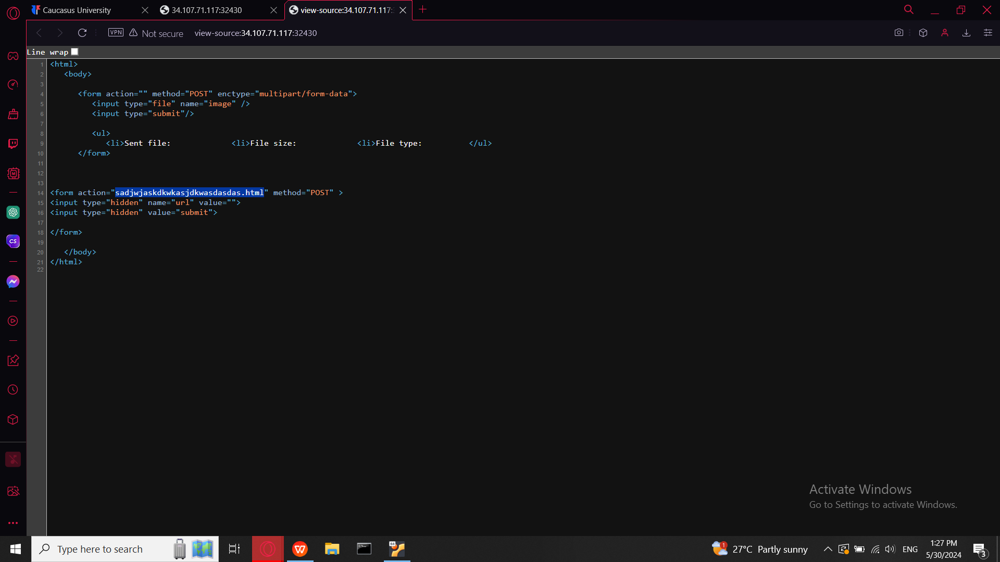 Caucasus University
34.107.71.117:32430
view-source:34.107.71.117:
VPN
Not secure
view-source:34.107.71.117:32430
Line wrap
1 <html>
2 <body>
3
4 <form action="" method="POST" enctype="multipart/form-data">
5 <input type="file" name="image" />
6 <input type="submit"/>
7
8 <ul>
9 <li>Sent file: <li>File size: <li>File type: </ul>
10 </form>
11
12
13
14 <form action="sadjwjaskdkwkasjdkwasdasdas.html" method="POST" >
15 <input type="hidden" name="url" value="">
16 <input type="hidden" value="submit">
17
18 </form>
19
20 </body>
21 </html>
22
CS
Activate Windows
Go to Settings to activate Windows.
Type here to search
W
64
1
27°C Partly sunny
ENG
1:27 PM
5/30/2024
3